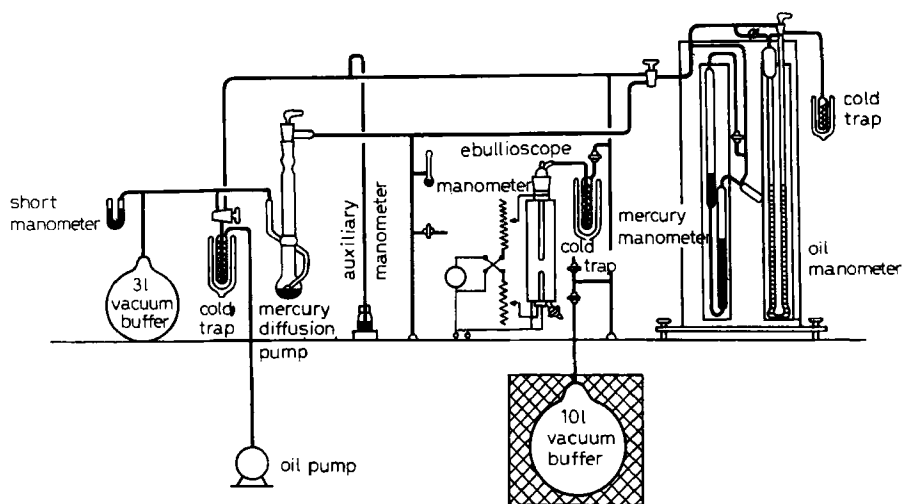 short
manometer
3l
vacuum
buffer
cold
trap
mercury
diffusion
pump
oil pump
auxiliary
manometer
ebullioscope
manometer
cold
trap
10l
vacuum
buffer
mercury
manometer
oil manometer
cold
trap